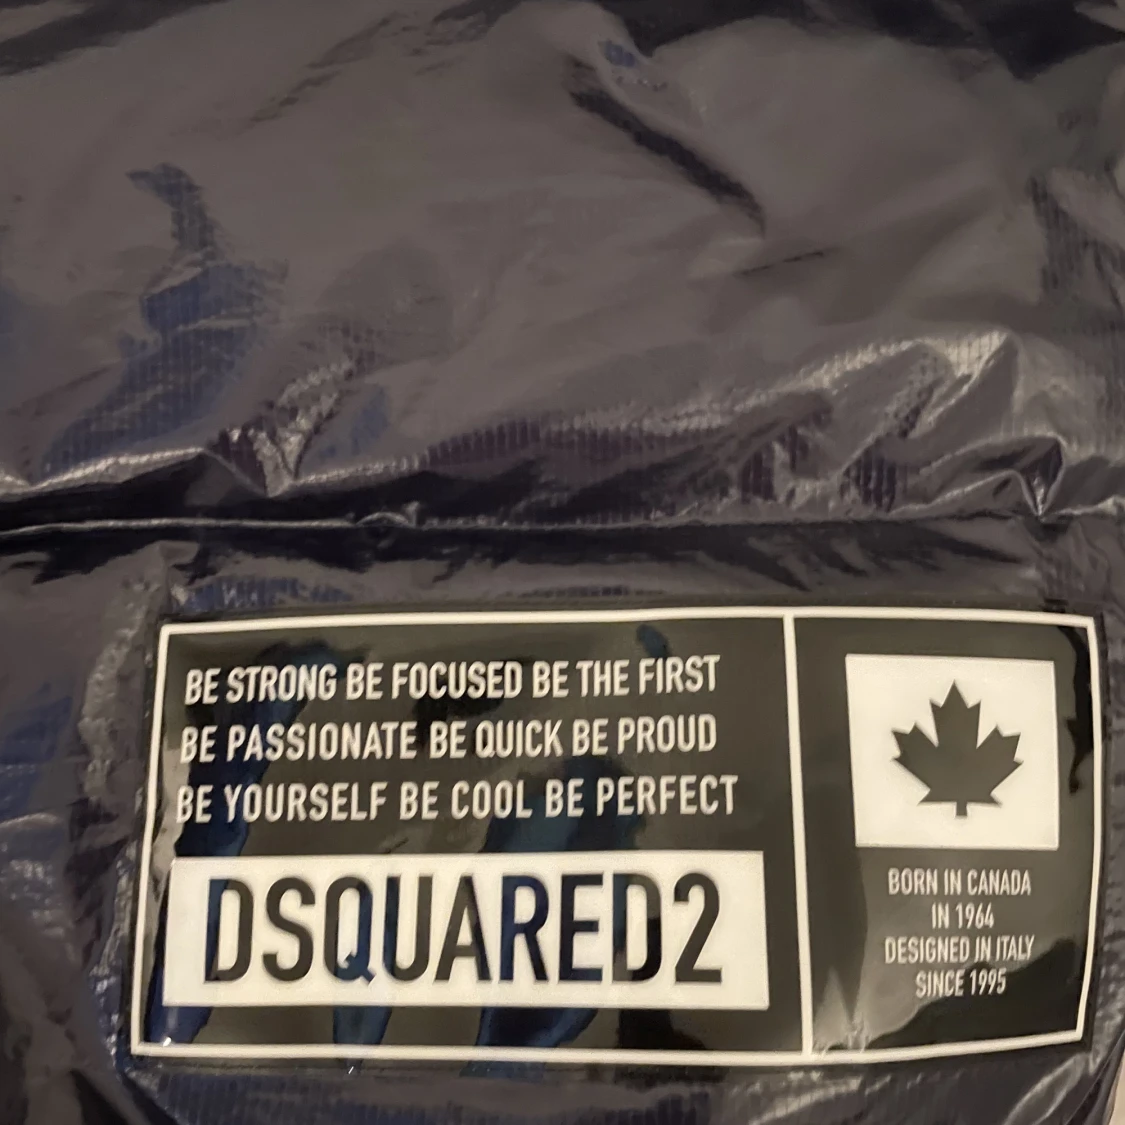 BE STRONG BE FOCUSED BE THE FIRST
BE PASSIONATE BE QUICK BE PROUD
BE YOURSELF BE COOL BE PERFECT
DSQUARED2
BORN IN CANADA
IN 1964
DESIGNED IN ITALY
SINCE 1995